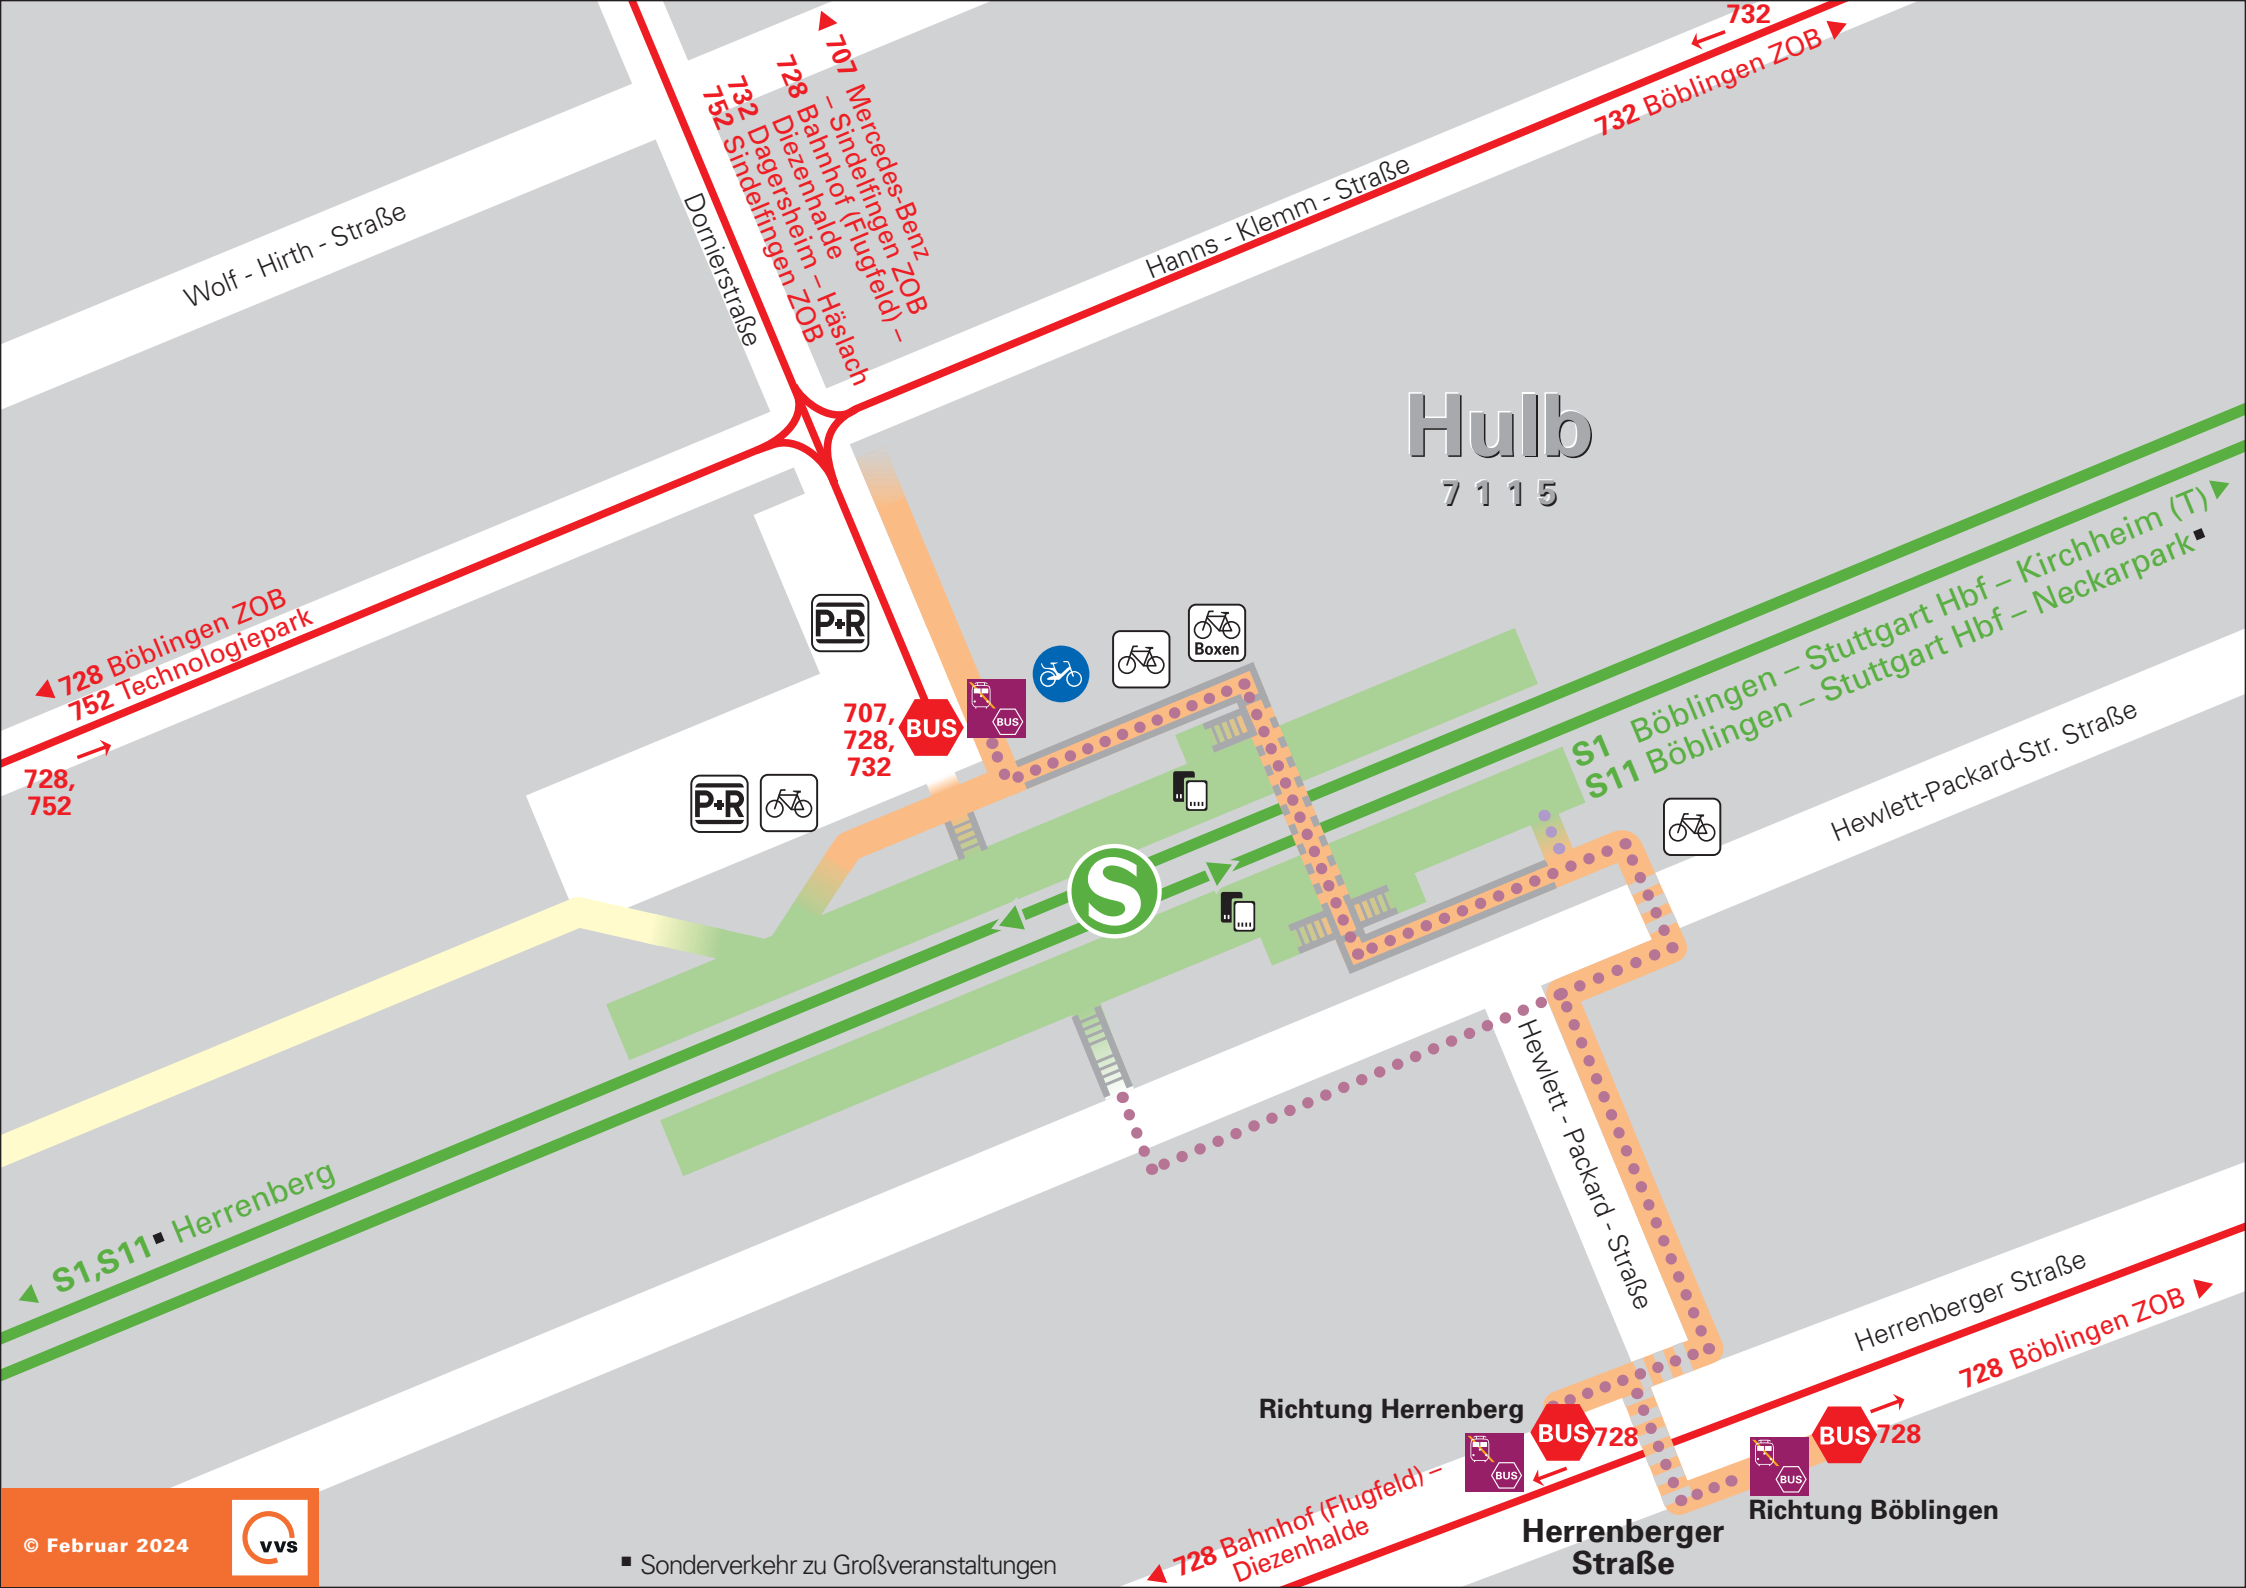 732
732 Böblingen ZOB
707 Mercedes-Benz
– Sindelfingen ZOB
728 Bahnhof (Flugfeld) –
Diezenhalde
732 Dagersheim – Häslach
752 Sindelfingen ZOB
Dornierstraße
Wolf - Hirth - Straße
Hanns - Klemm - Straße
Hulb
7115
728 Böblingen ZOB
752 Technologiepark
728,
752
P+R
Boxen
707,
728,
732
BUS
BUS
P+R
S
S1 Böblingen – Stuttgart Hbf – Kirchheim (T)
S11 Böblingen – Stuttgart Hbf – Neckarpark▪
Hewlett-Packard-Str. Straße
Hewlett - Packard - Straße
S1,S11▪ Herrenberg
Herrenberger Straße
728 Böblingen ZOB
Richtung Herrenberg
BUS 728
BUS
BUS 728
BUS
Richtung Böblingen
Herrenberger
Straße
728 Bahnhof (Flugfeld) –
Diezenhalde
© Februar 2024
vvs
▪ Sonderverkehr zu Großveranstaltungen